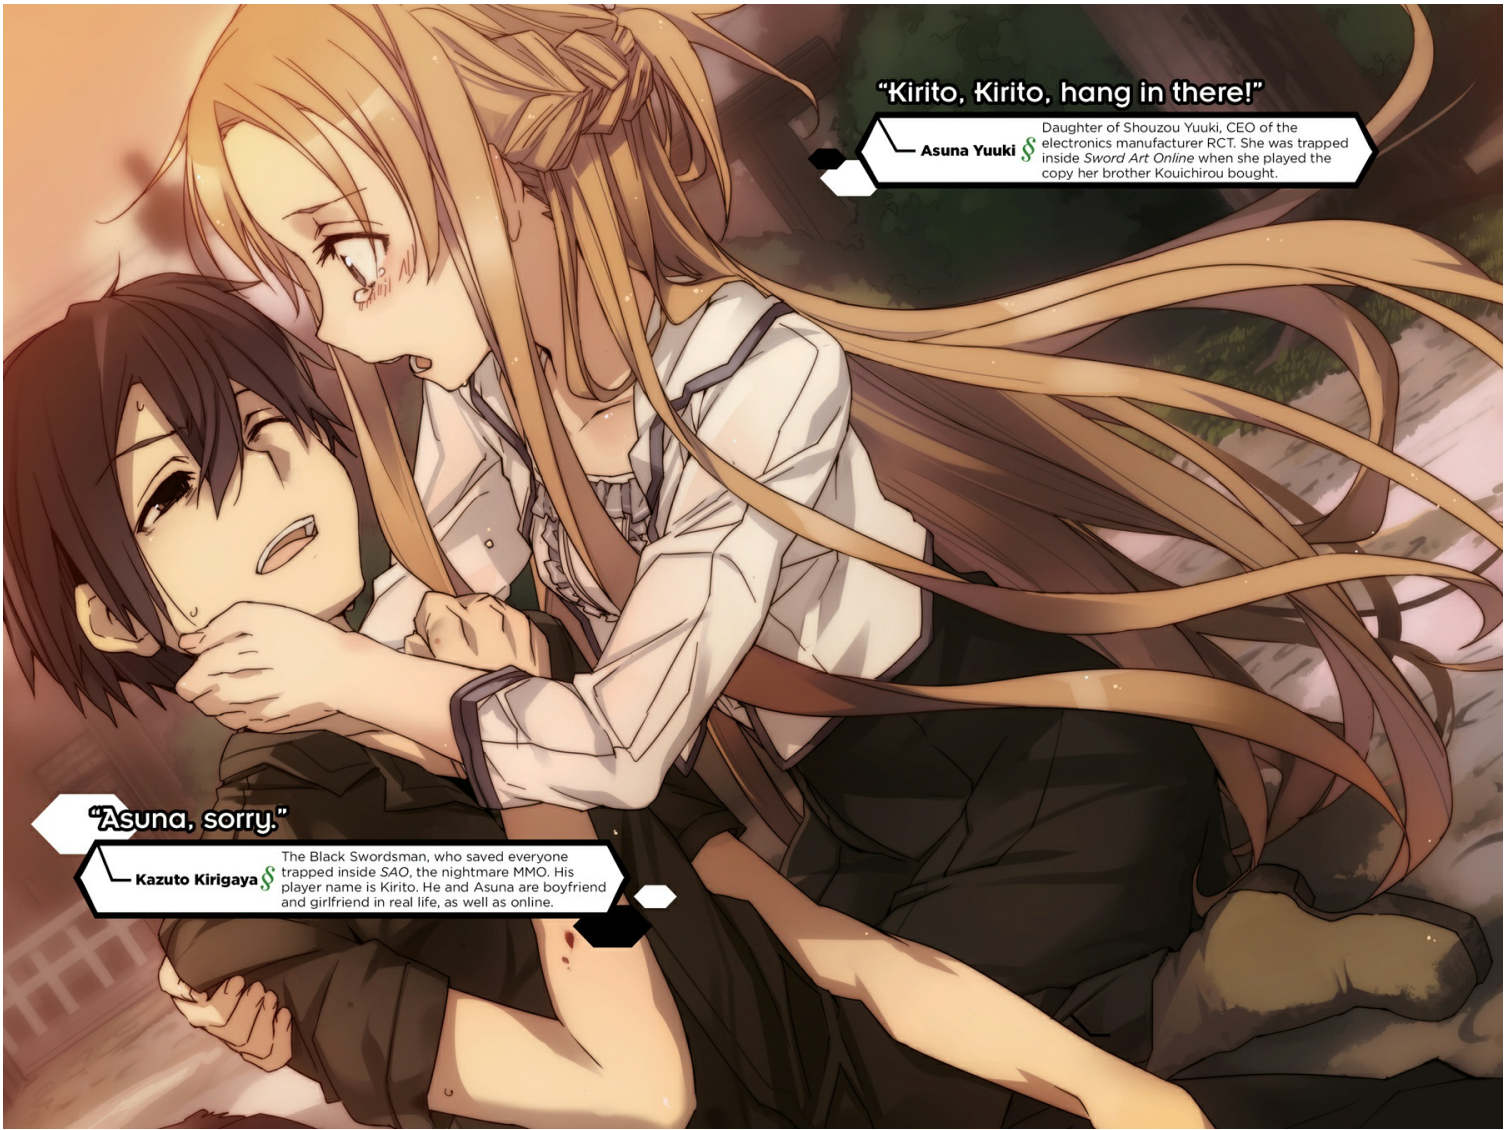 “Kirito, Kirito, hang in there!”
Asuna Yuuki §
Daughter of Shouzou Yuuki, CEO of the
electronics manufacturer RCT. She was trapped
inside Sword Art Online when she played the
copy her brother Kouichirou bought.
“Asuna, sorry.”
Kazuto Kirigaya §
The Black Swordsman, who saved everyone
trapped inside SAO, the nightmare MMO. His
player name is Kirito. He and Asuna are boyfriend
and girlfriend in real life, as well as online.